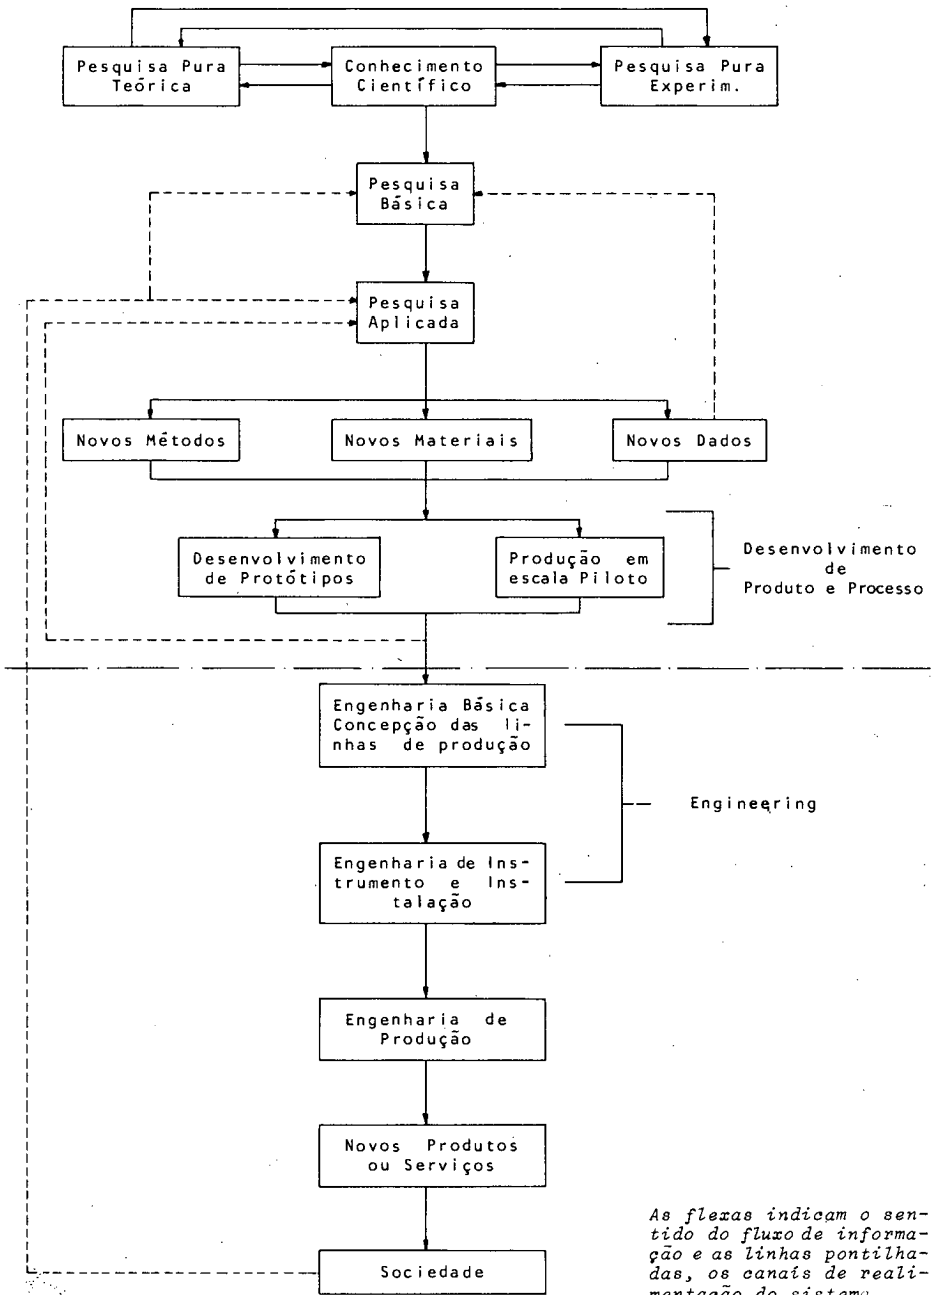 Pesquisa Pura
Teórica
Conhecimento
Científico
Pesquisa Pura
Experim.
Pesquisa
Básica
Pesquisa
Aplicada
Novos Métodos
Novos Materiais
Novos Dados
Desenvolvimento
de Protótipos
Produção em
escala Piloto
Desenvolvimento
de
Produto e Processo
Engenharia Básica
Concepção das li-
nhas de produção
Engineering
Engenharia de Ins-
trumento e Ins-
talação
Engenharia de
Produção
Novos Produtos
ou Serviços
Sociedade
As flexas indicam o sen-
tido do fluxo de informa-
ção e as linhas pontilha-
das, os canais de reali-
mentação do sistema